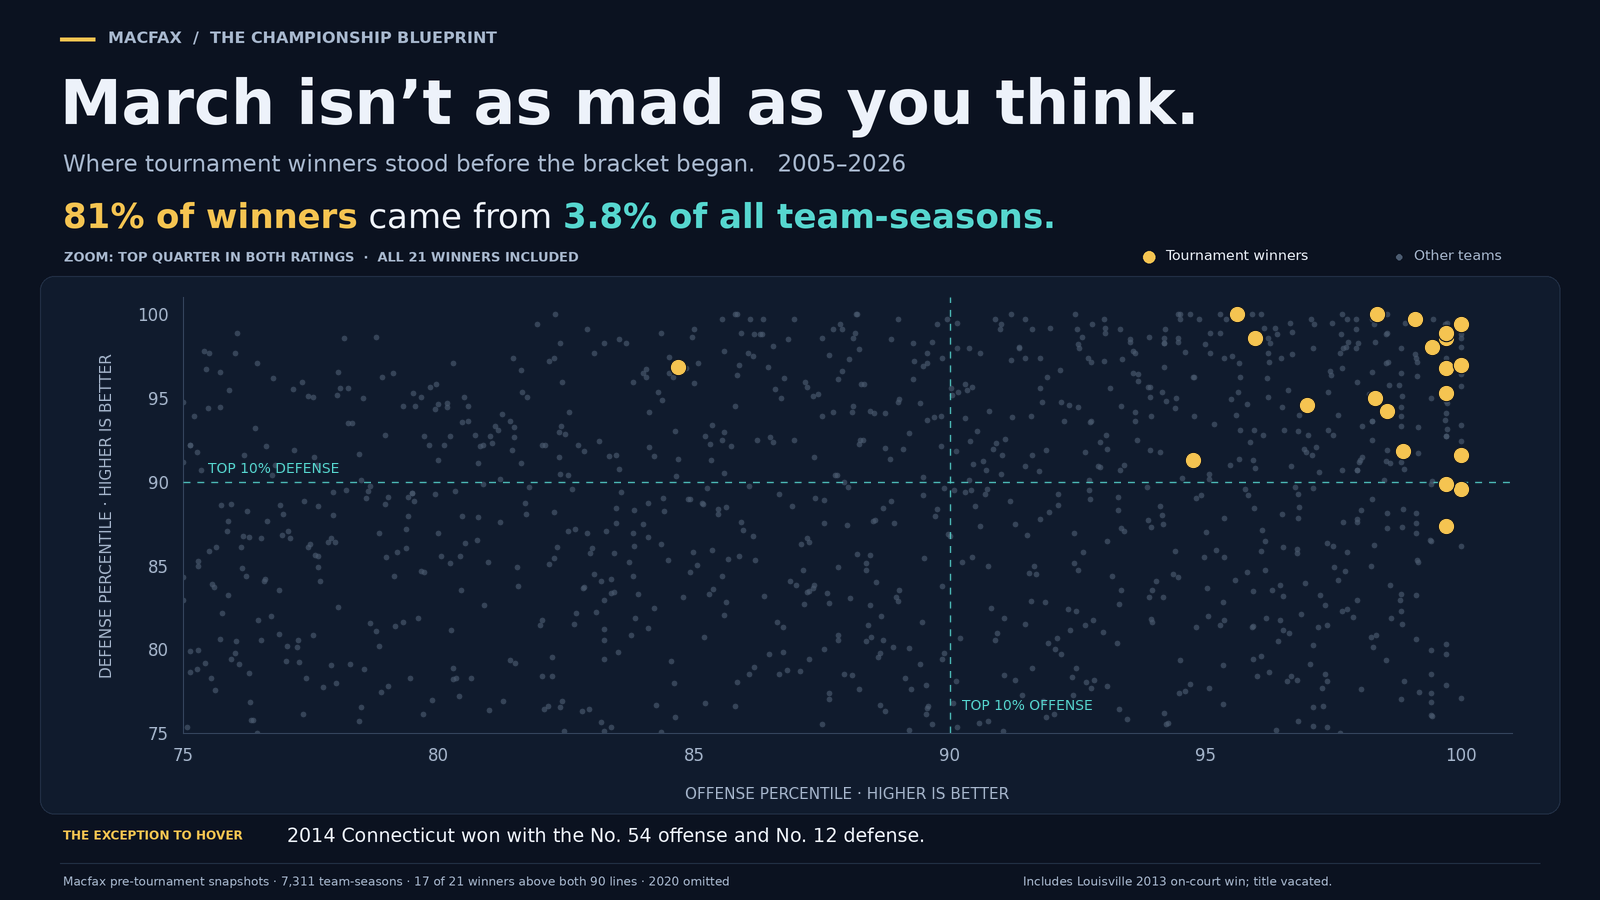 MACFAX / THE CHAMPIONSHIP BLUEPRINT
March isn’t as mad as you think.
Where tournament winners stood before the bracket began. 2005–2026
81% of winners came from 3.8% of all team-seasons.
ZOOM: TOP QUARTER IN BOTH RATINGS · ALL 21 WINNERS INCLUDED
Tournament winners
Other teams
DEFENSE PERCENTILE · HIGHER IS BETTER
100
95
90
85
80
75
TOP 10% DEFENSE
TOP 10% OFFENSE
75 80 85 90 95 100
OFFENSE PERCENTILE · HIGHER IS BETTER
THE EXCEPTION TO HOVER 2014 Connecticut won with the No. 54 offense and No. 12 defense.
Macfax pre-tournament snapshots · 7,311 team-seasons · 17 of 21 winners above both 90 lines · 2020 omitted
Includes Louisville 2013 on-court win; title vacated.